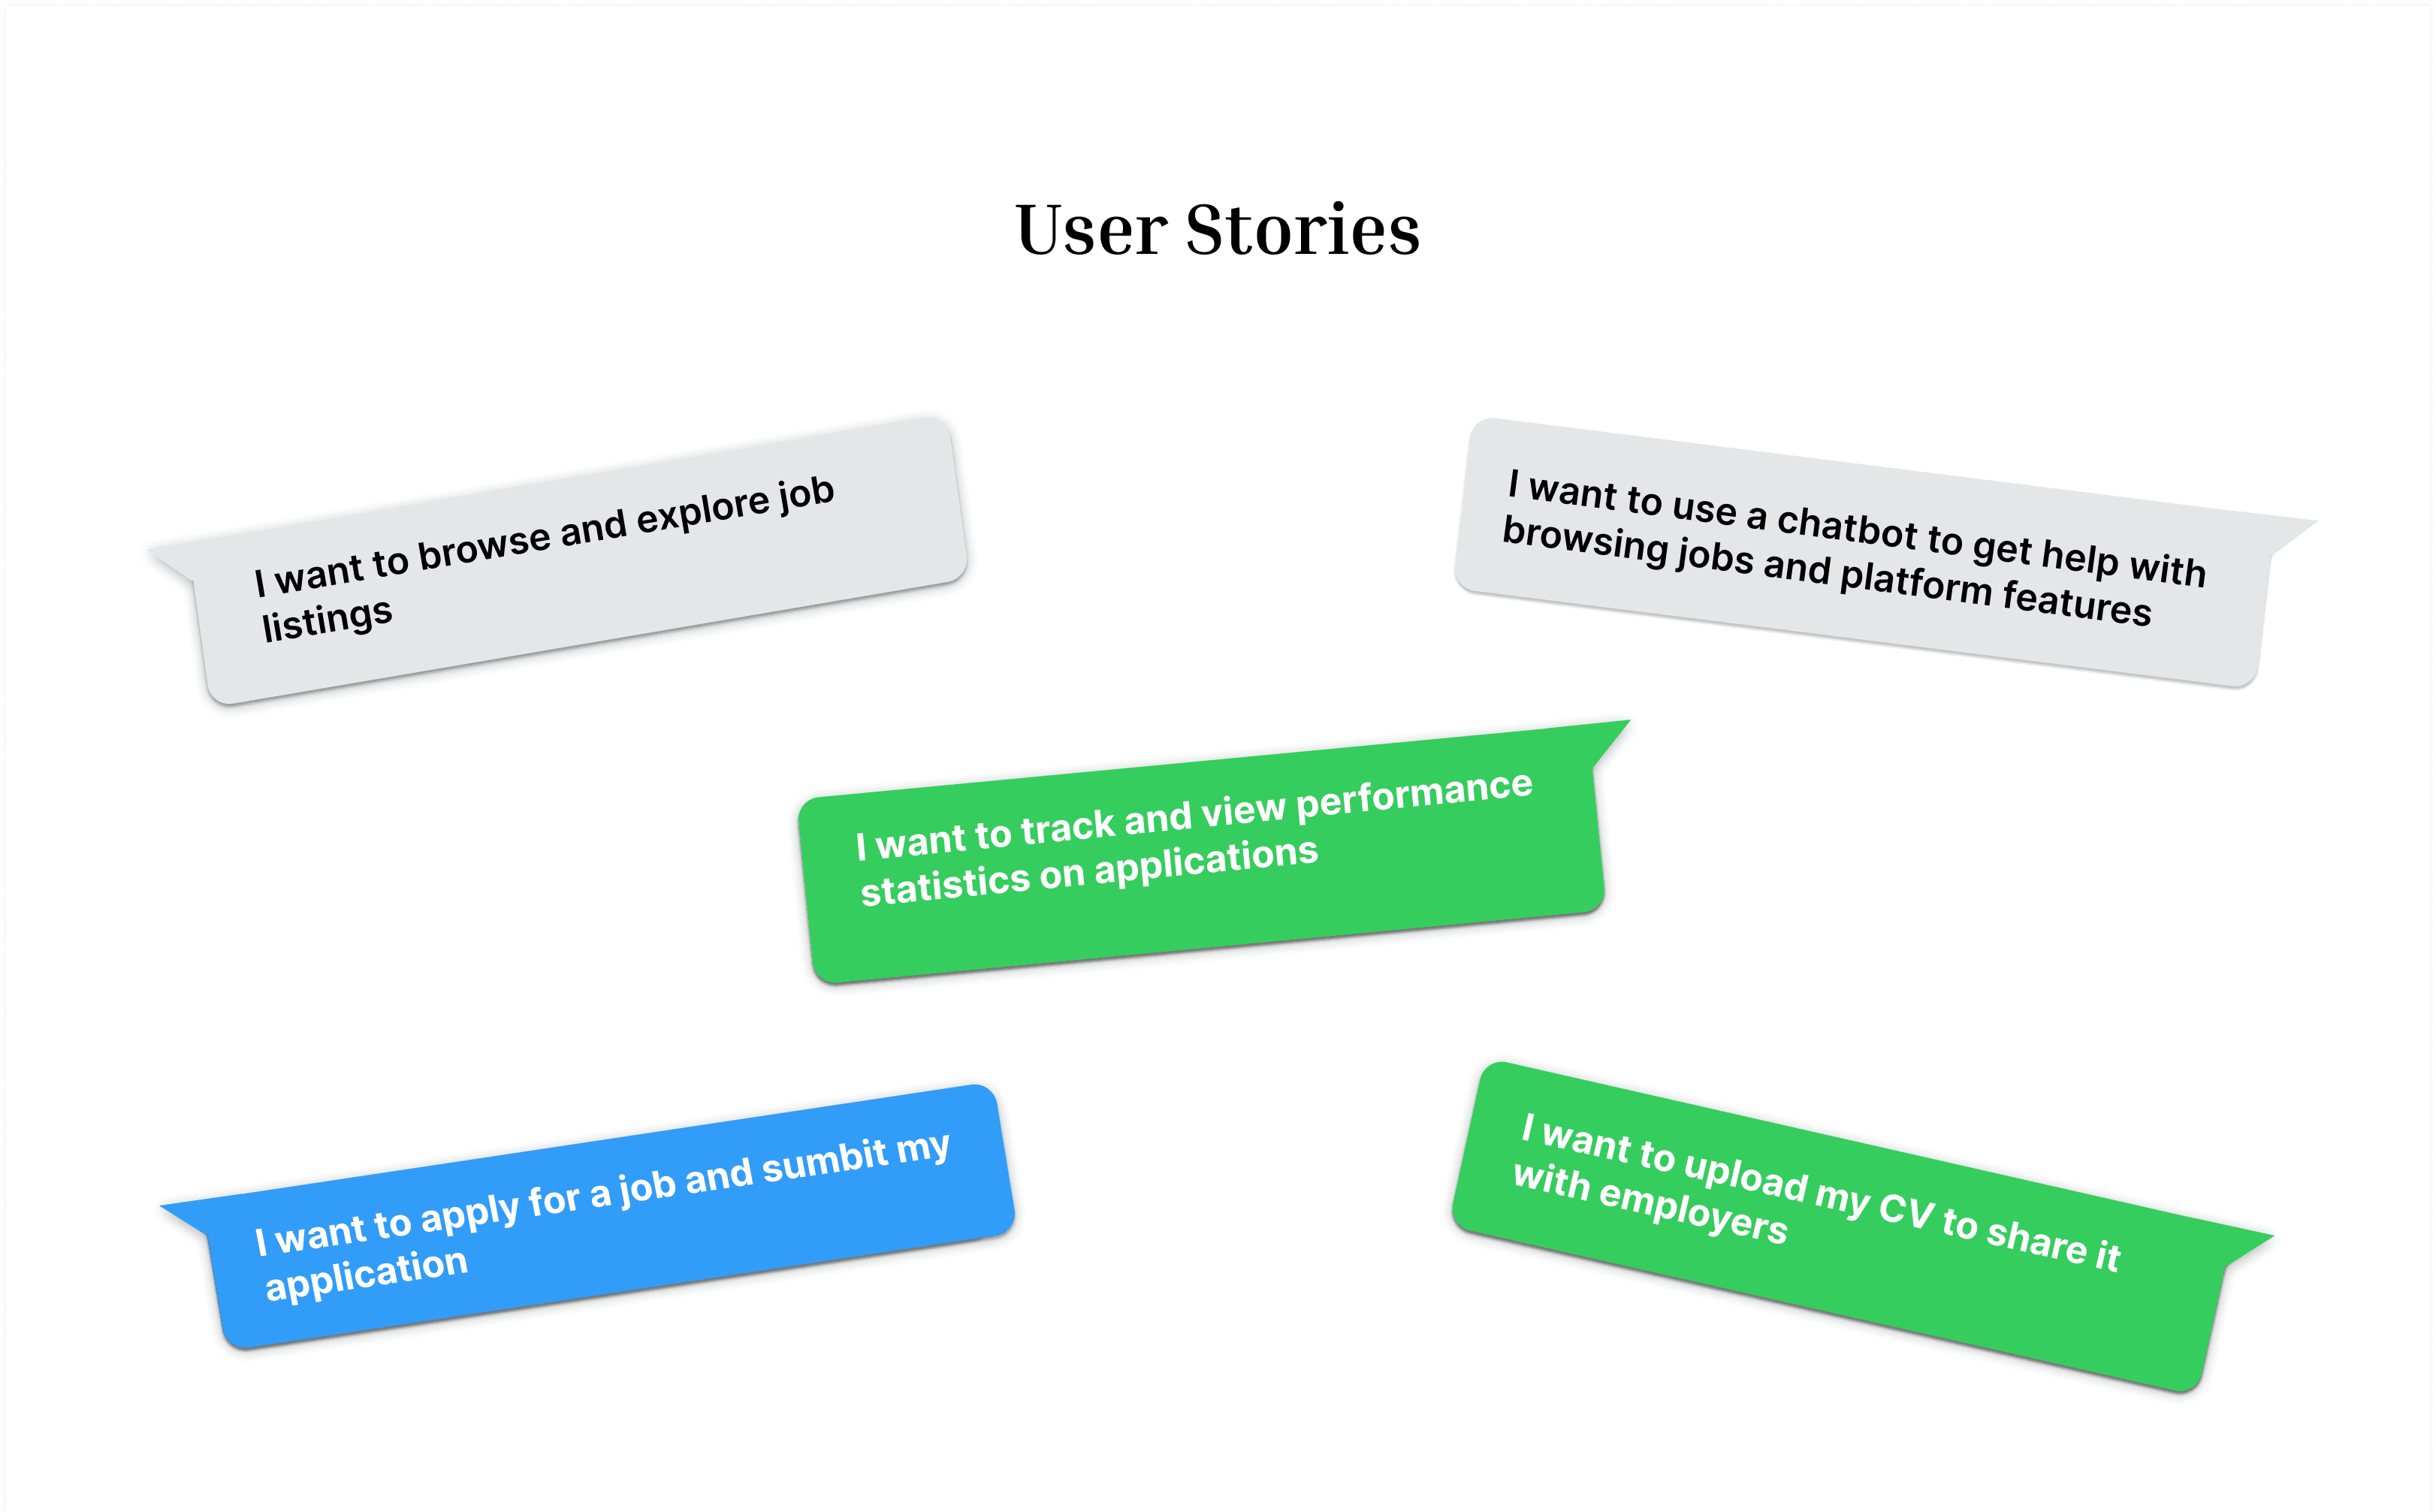 User Stories
I want to browse and explore job
listings
I want to use a chatbot to get help with
browsing jobs and platform features
I want to track and view performance
statistics on applications
I want to apply for a job and sumbit my
application
I want to upload my CV to share it
with employers